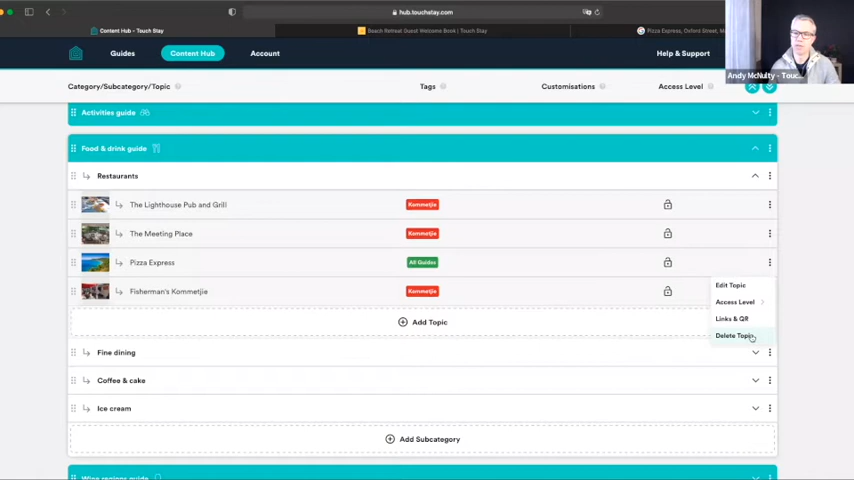 hub.touchstay.com
Content Hub - Touch Stay
Beach Retreat Guest Welcome Book | Touch Stay
Pizza Express, Oxford Street, M
Guides
Content Hub
Account
Help & Support
Andy McNulty - Touc...
Category/Subcategory/Topic
Tags
Customisations
Access Level
Activities guide
Food & drink guide
Restaurants
The Lighthouse Pub and Grill
Kommetjie
The Meeting Place
Kommetjie
Pizza Express
All Guides
Edit Topic
Fisherman's Kommetjie
Kommetjie
Access Level
Links & QR
Add Topic
Delete Topic
Fine dining
Coffee & cake
Ice cream
Add Subcategory
Wine regions guide